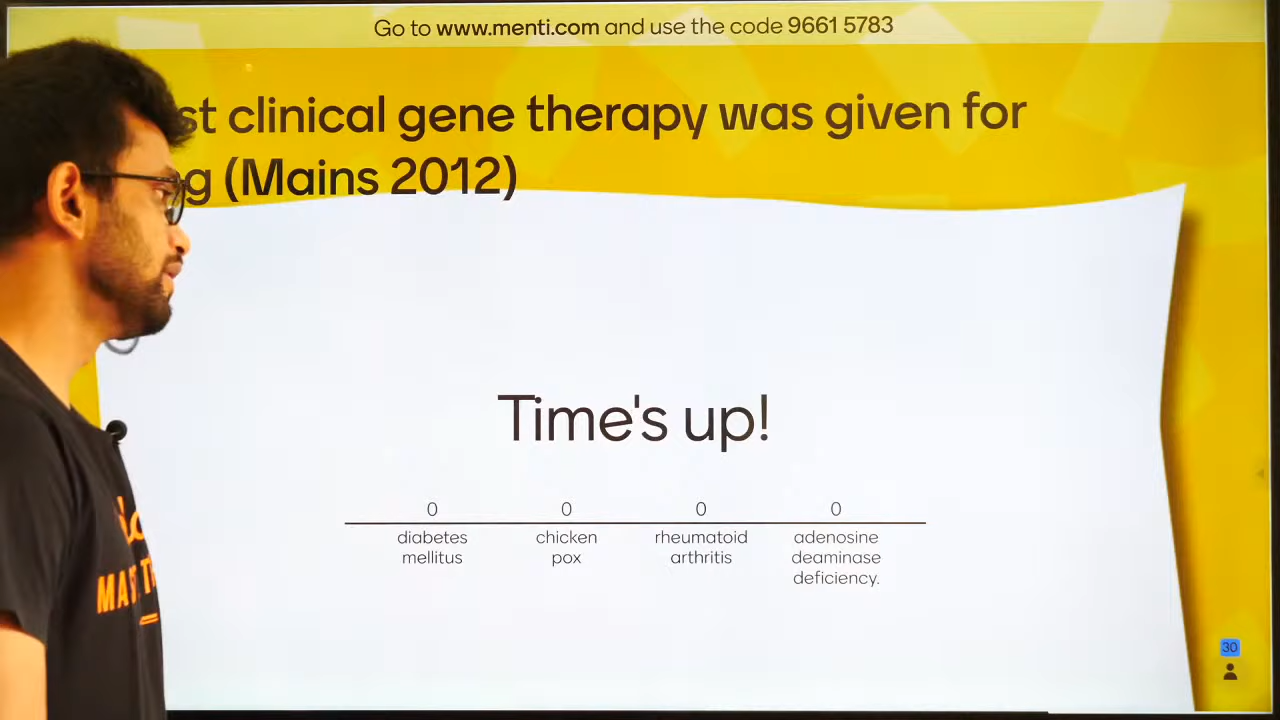 Go to www.menti.com and use the code 9661 5783
st clinical gene therapy was given for
g (Mains 2012)
Time's up!
0 0 0 0
diabetes mellitus
chicken pox
rheumatoid arthritis
adenosine deaminase deficiency.
30